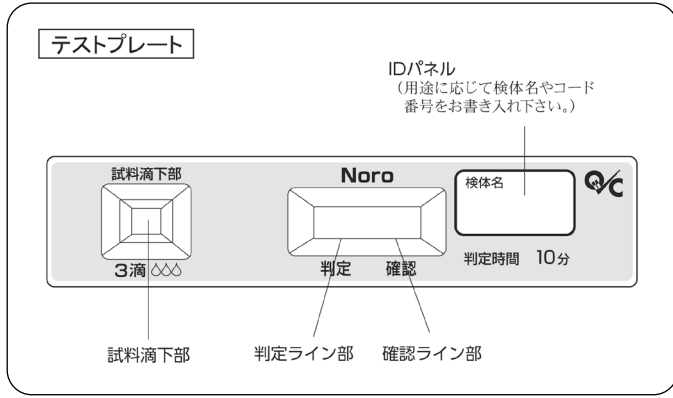 テストプレート
IDパネル
（用途に応じて検体名やコード
番号をお書き入れ下さい。）
試料滴下部
Noro
検体名
Q/C
3滴
判定
確認
判定時間 10分
試料滴下部
判定ライン部
確認ライン部